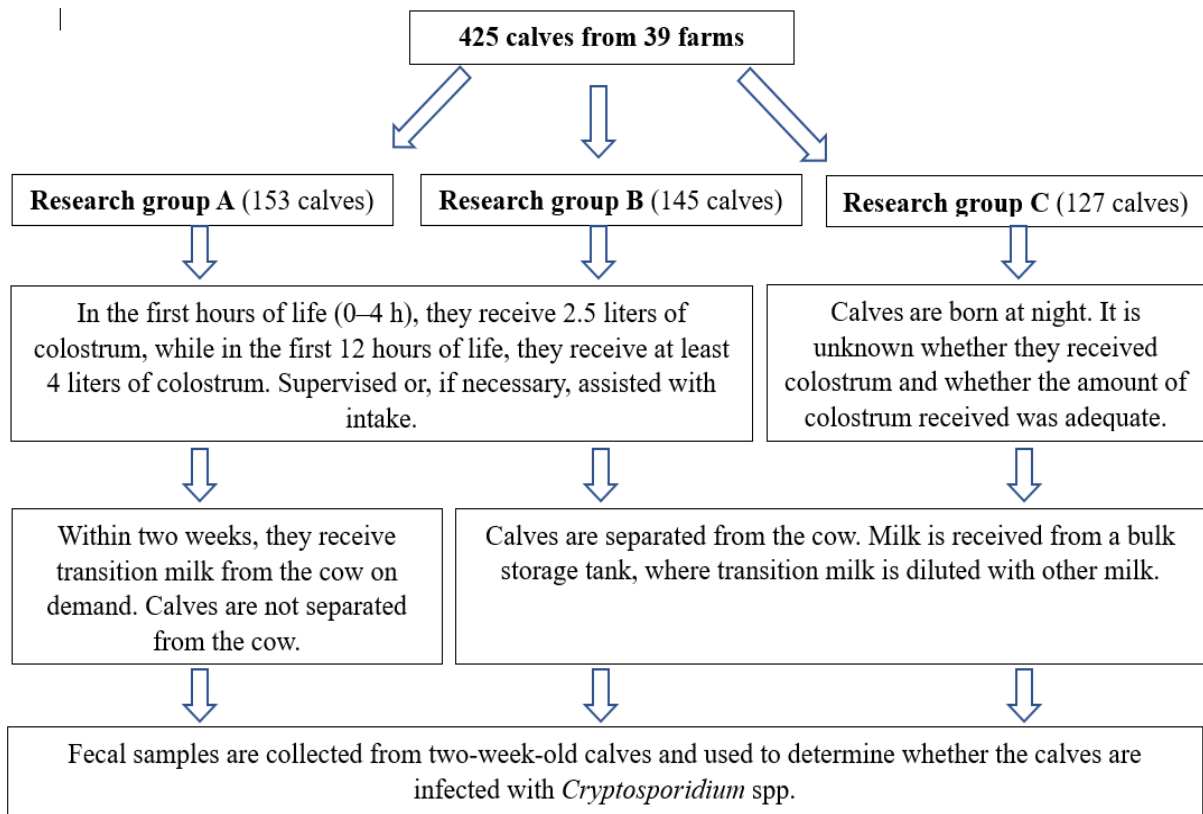 425 calves from 39 farms
Research group A (153 calves)
Research group B (145 calves)
Research group C (127 calves)
In the first hours of life (0–4 h), they receive 2.5 liters of
colostrum, while in the first 12 hours of life, they receive at least
4 liters of colostrum. Supervised or, if necessary, assisted with
intake.
Calves are born at night. It is
unknown whether they received
colostrum and whether the amount of
colostrum received was adequate.
Within two weeks, they receive
transition milk from the cow on
demand. Calves are not separated
from the cow.
Calves are separated from the cow. Milk is received from a bulk
storage tank, where transition milk is diluted with other milk.
Fecal samples are collected from two-week-old calves and used to determine whether the calves are
infected with Cryptosporidium spp.